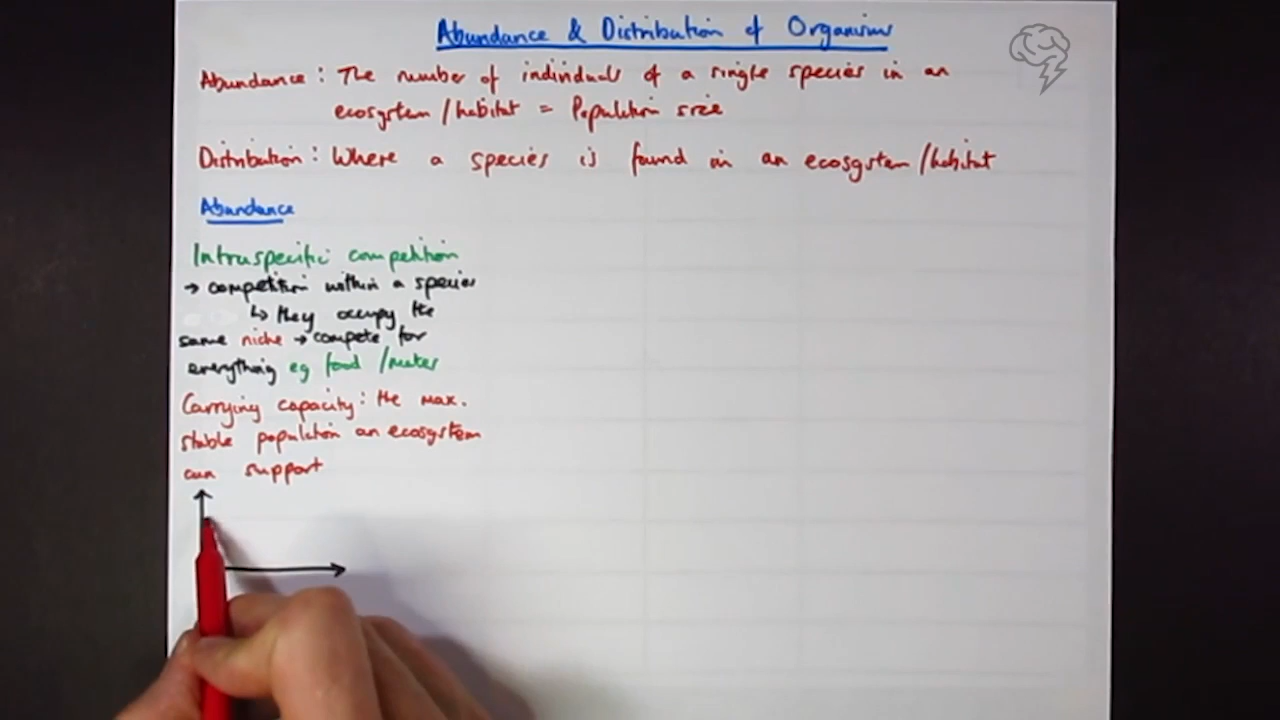 Abundance & Distribution of Organisms
Abundance : The number of individuals of a single species in an
ecosystem/habitat = Population size
Distribution : Where a species is found in an ecosystem/habitat
Abundance
Intraspecific competition
→ competition within a species
↳ they occupy the
same niche → compete for
everything eg food /mates
Carrying capacity : the max.
stable population an ecosystem
can support